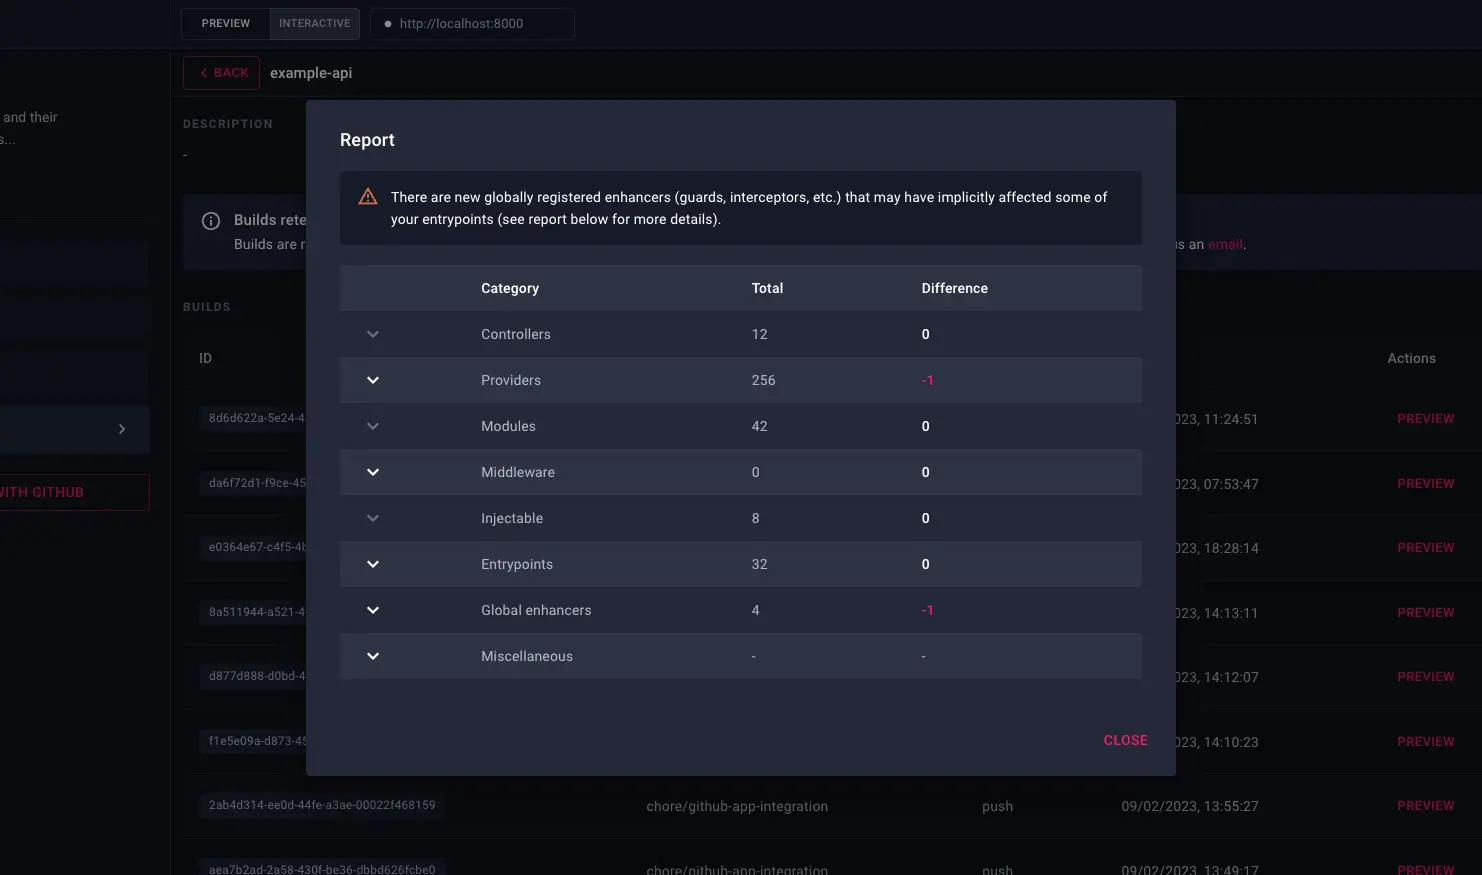 PREVIEW INTERACTIVE http://localhost:8000
BACK example-api
and their
s...
DESCRIPTION
-
Report
There are new globally registered enhancers (guards, interceptors, etc.) that may have implicitly affected some of
your entrypoints (see report below for more details).
Builds rete
Builds are r
us an email.
BUILDS
Category Total Difference
Controllers 12 0
Providers 256 -1
Modules 42 0
Middleware 0 0
Injectable 8 0
Entrypoints 32 0
Global enhancers 4 -1
Miscellaneous - -
CLOSE
ID Actions
8d6d622a-5e24-4 023, 11:24:51 PREVIEW
da6f72d1-f9ce-45 023, 07:53:47 PREVIEW
WITH GITHUB
e0364e67-c4f5-4b 023, 18:28:14 PREVIEW
8a511944-a521-4 023, 14:13:11 PREVIEW
d877d888-d0bd-4 023, 14:12:07 PREVIEW
f1e5e09a-d873-45 023, 14:10:23 PREVIEW
2ab4d314-ee0d-44fe-a3ae-00022f468159 chore/github-app-integration push 09/02/2023, 13:55:27 PREVIEW
aea7b2ad-2a58-430f-be36-dbbd626fcbe0 chore/github-app-integration push 09/02/2023, 13:49:17 PREVIEW